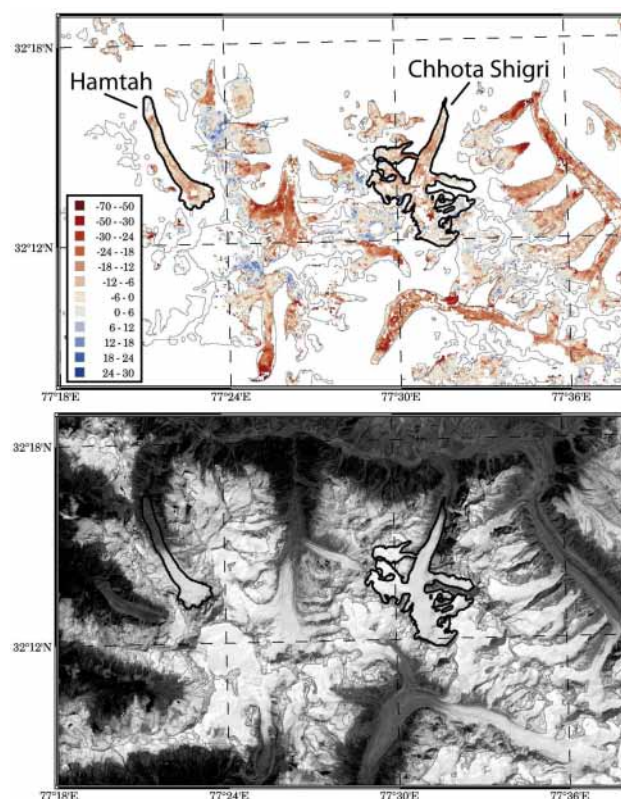 32°18'N
Hamtah
Chhota Shigri
-70 - -50
-50 - -30
-30 - -24
-24 - -18
-18 - -12
-12 - -6
-6 - 0
0 - 6
6 - 12
12 - 18
18 - 24
24 - 30
32°12'N
77°18'E 77°24'E 77°30'E 77°36'E
32°18'N
32°12'N
77°18'E 77°24'E 77°30'E 77°36'E